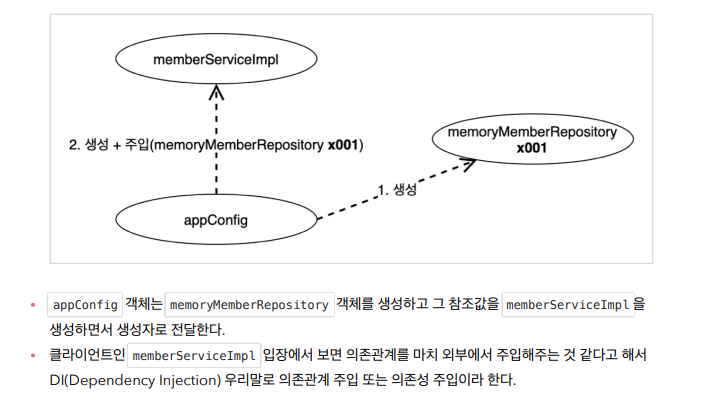 memberServiceImpl
2. 생성 + 주입(memoryMemberRepository x001)
memoryMemberRepository
x001
1. 생성
appConfig
appConfig 객체는 memoryMemberRepository 객체를 생성하고 그 참조값을 memberServiceImpl 을
생성하면서 생성자로 전달한다.
클라이언트인 memberServiceImpl 입장에서 보면 의존관계를 마치 외부에서 주입해주는 것 같다고 해서
DI(Dependency Injection) 우리말로 의존관계 주입 또는 의존성 주입이라 한다.